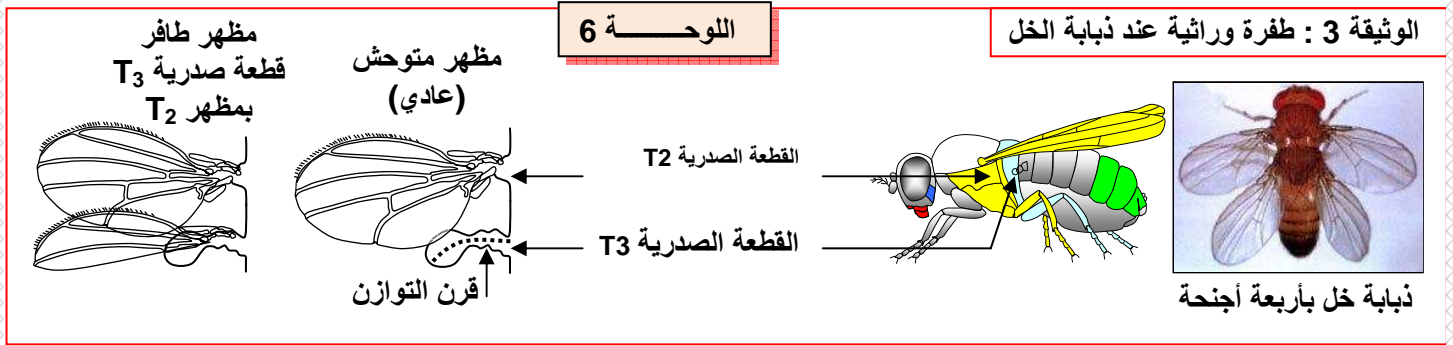 الوثيقة 3 : طفرة وراثية عند ذبابة الخل
اللوحـــــــــة 6
مظهر متوحش
(عادي)
مظهر طافر
قطعة صدرية T3
بمظهر T2
القطعة الصدرية T2
القطعة الصدرية T3
قرن التوازن
ذبابة خل بأربعة أجنحة